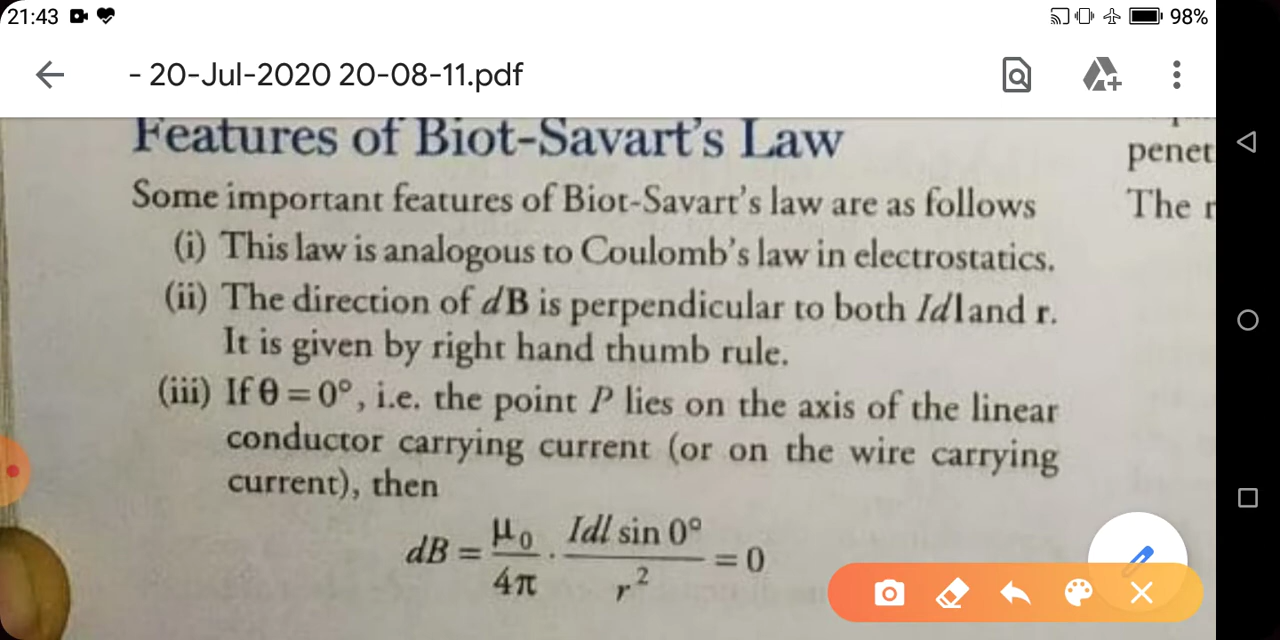 21:43
98%
- 20-Jul-2020 20-08-11.pdf
Features of Biot-Savart's Law
Some important features of Biot-Savart's law are as follows
(i) This law is analogous to Coulomb's law in electrostatics.
(ii) The direction of dB is perpendicular to both Idl and r.
It is given by right hand thumb rule.
(iii) If θ = 0°, i.e. the point P lies on the axis of the linear
conductor carrying current (or on the wire carrying
current), then
dB = μ₀/4π · Idl sin 0°/r² = 0
penet
The